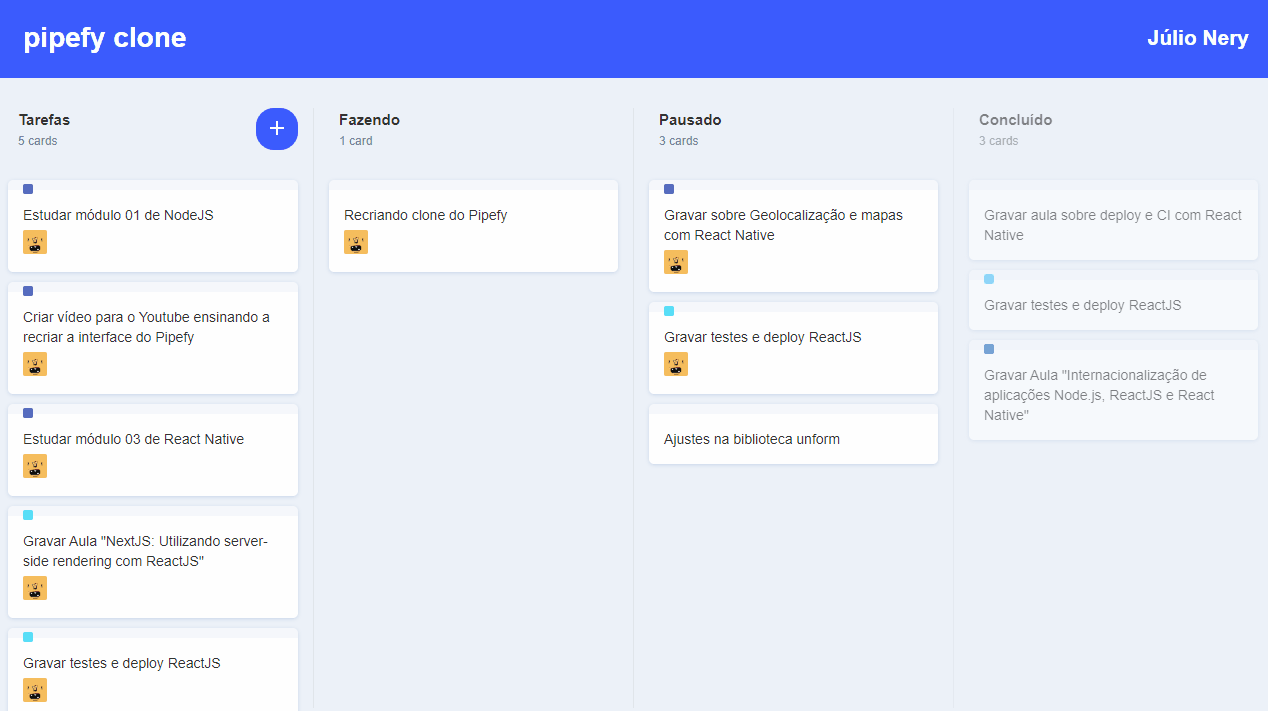 pipefy clone
Júlio Nery
Tarefas
5 cards
Estudar módulo 01 de NodeJS
Criar vídeo para o Youtube ensinando a
recriar a interface do Pipefy
Estudar módulo 03 de React Native
Gravar Aula "NextJS: Utilizando server-
side rendering com ReactJS"
Gravar testes e deploy ReactJS
Fazendo
1 card
Recriando clone do Pipefy
Pausado
3 cards
Gravar sobre Geolocalização e mapas
com React Native
Gravar testes e deploy ReactJS
Ajustes na biblioteca unform
Concluído
3 cards
Gravar aula sobre deploy e CI com React
Native
Gravar testes e deploy ReactJS
Gravar Aula "Internacionalização de
aplicações Node.js, ReactJS e React
Native"